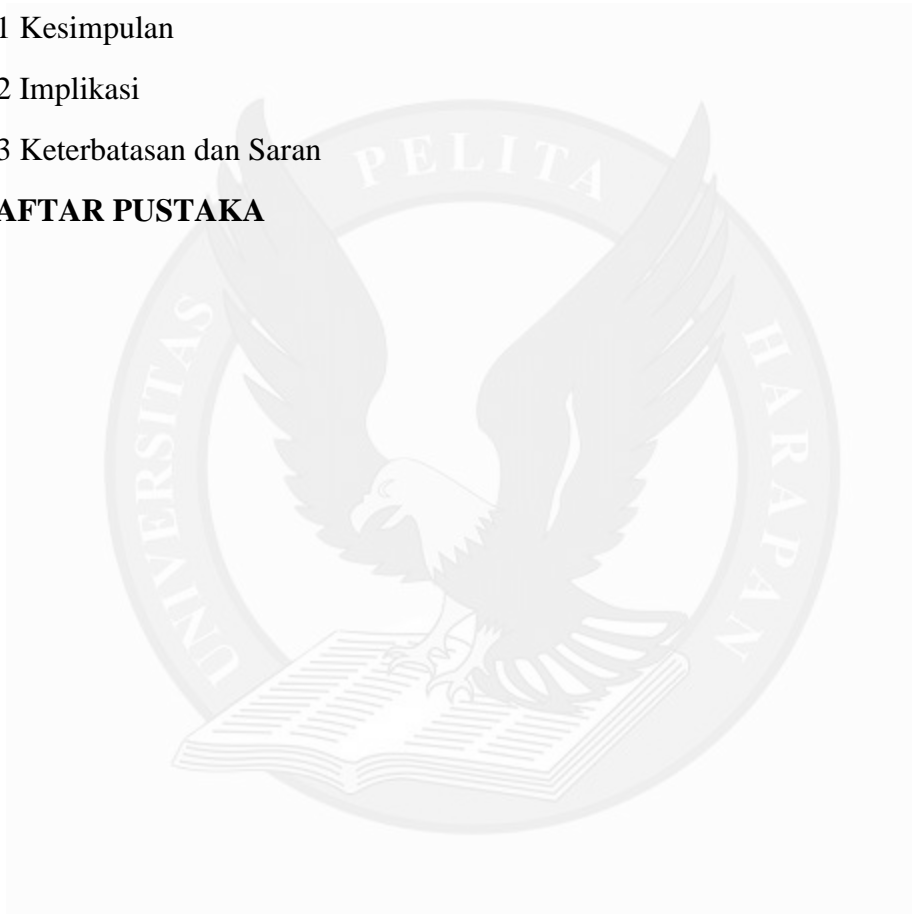 1 Kesimpulan
2 Implikasi
3 Keterbatasan dan Saran
AFTAR PUSTAKA
UNIVERSITAS PELITA HARAPAN